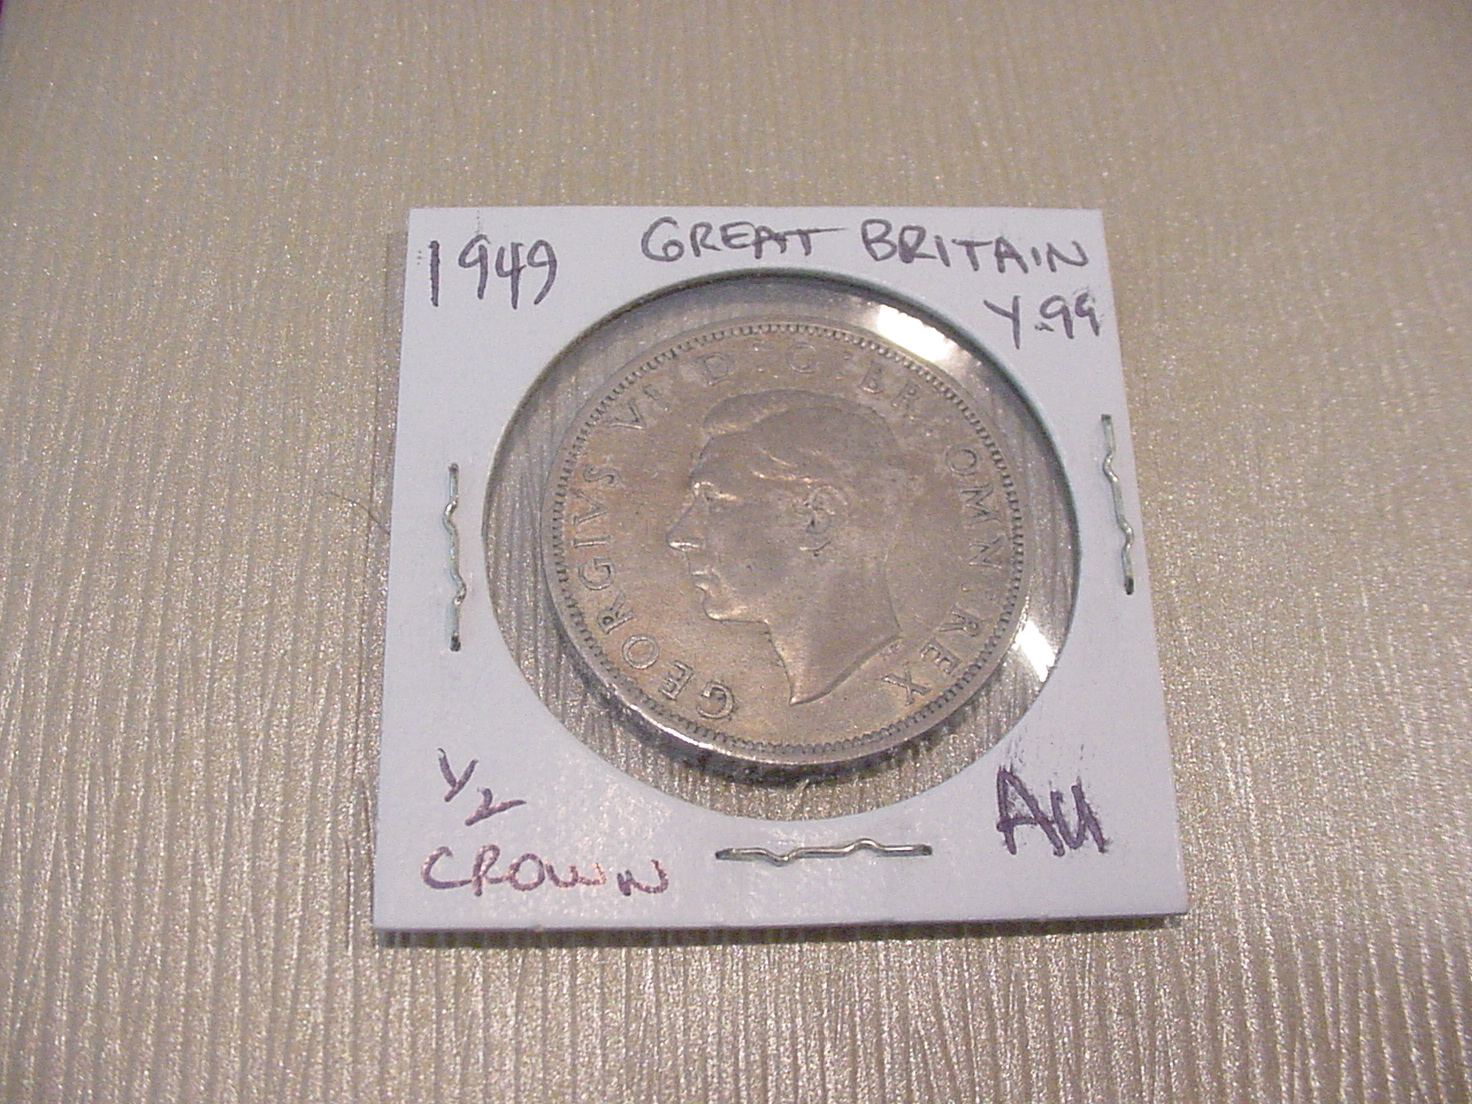 1949 GREAT BRITAIN
Y.99
GEORGIVS VI D:G:BR:OMN:REX
1/2
CROWN
AU